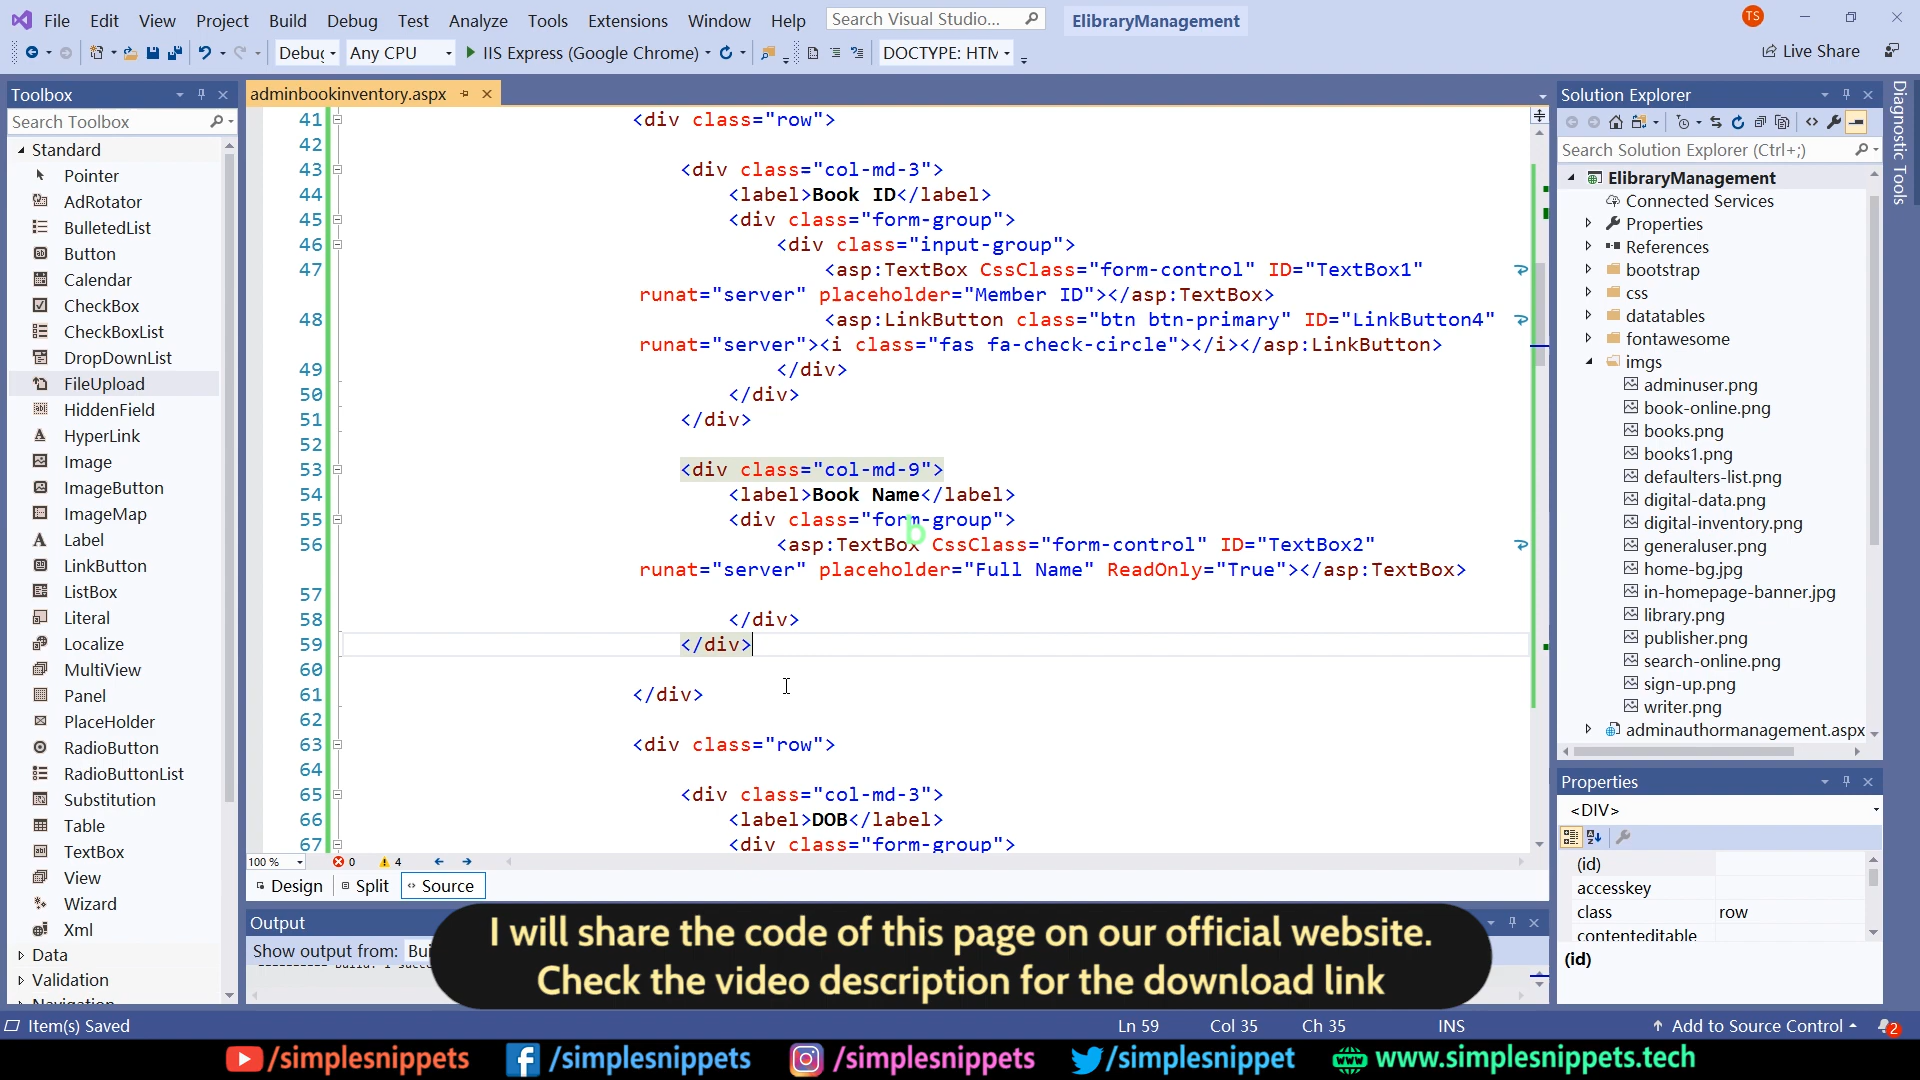 File Edit View Project Build Debug Test Analyze Tools Extensions Window Help Search Visual Studio... ElibraryManagement TS
Debug Any CPU IIS Express (Google Chrome) DOCTYPE: HTM Live Share
Toolbox
Search Toolbox
Standard
Pointer
AdRotator
BulletedList
Button
Calendar
CheckBox
CheckBoxList
DropDownList
FileUpload
HiddenField
HyperLink
Image
ImageButton
ImageMap
Label
LinkButton
ListBox
Literal
Localize
MultiView
Panel
PlaceHolder
RadioButton
RadioButtonList
Substitution
Table
TextBox
View
Wizard
Xml
Data
Validation
adminbookinventory.aspx
41 <div class="row">
42
43 <div class="col-md-3">
44 <label>Book ID</label>
45 <div class="form-group">
46 <div class="input-group">
47 <asp:TextBox CssClass="form-control" ID="TextBox1"
runat="server" placeholder="Member ID"></asp:TextBox>
48 <asp:LinkButton class="btn btn-primary" ID="LinkButton4"
runat="server"><i class="fas fa-check-circle"></i></asp:LinkButton>
49 </div>
50 </div>
51 </div>
52
53 <div class="col-md-9">
54 <label>Book Name</label>
55 <div class="form-group">
b
56 <asp:TextBox CssClass="form-control" ID="TextBox2"
runat="server" placeholder="Full Name" ReadOnly="True"></asp:TextBox>
57
58 </div>
59 </div>
60
61 </div>
62
63 <div class="row">
64
65 <div class="col-md-3">
66 <label>DOB</label>
67 <div class="form-group">
100 % 0 4
Design Split Source
Output
Show output from: Bui
Solution Explorer
Search Solution Explorer (Ctrl+;)
ElibraryManagement
Connected Services
Properties
References
bootstrap
css
datatables
fontawesome
imgs
adminuser.png
book-online.png
books.png
books1.png
defaulters-list.png
digital-data.png
digital-inventory.png
generaluser.png
home-bg.jpg
in-homepage-banner.jpg
library.png
publisher.png
search-online.png
sign-up.png
writer.png
adminauthormanagement.aspx
Properties
<DIV>
(id)
accesskey
class row
contenteditable
(id)
Diagnostic Tools
I will share the code of this page on our official website.
Check the video description for the download link
Item(s) Saved Ln 59 Col 35 Ch 35 INS Add to Source Control 2
/simplesnippets /simplesnippets /simplesnippets /simplesnippets www.simplesnippets.tech